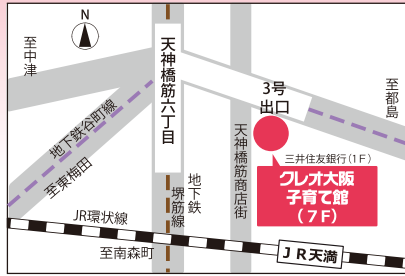 N
至中津
天神橋筋六丁目
3号
出口
至都島
地下鉄谷町線
至東梅田
地下鉄
堺筋線
天神橋筋商店街
三井住友銀行(1F)
クレオ大阪
子育て館
(7F)
JR環状線
至南森町
JR天満